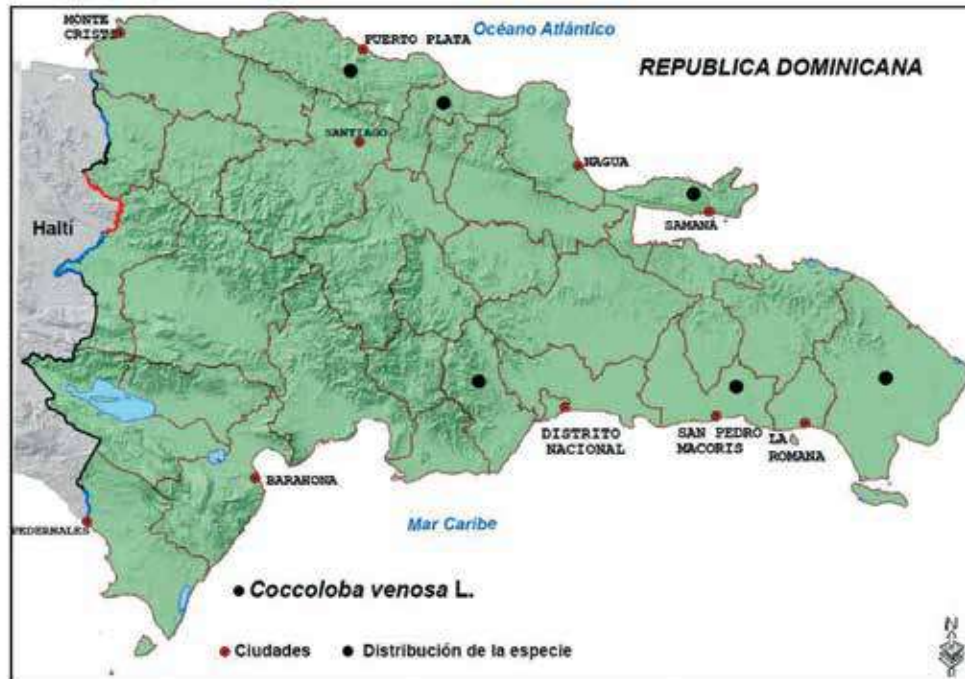 MONTE
CRISTI
PUERTO PLATA
Océano Atlántico
REPUBLICA DOMINICANA
SANTIAGO
NAGUA
SAMANÁ
Haltí
DISTRITO
NACIONAL
SAN PEDRO
MACORIS
LA
ROMANA
BARAHONA
PEDERNALES
Mar Caribe
Coccoloba venosa L.
Ciudades
Distribución de la especie
N